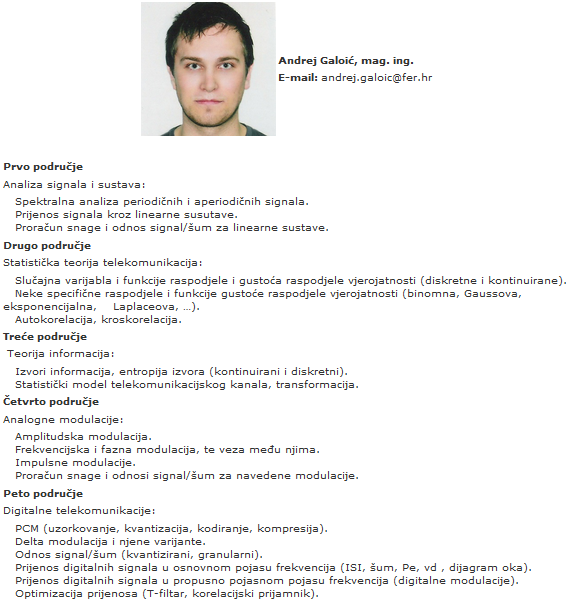 Andrej Galoić, mag. ing.
E-mail: andrej.galoic@fer.hr
Prvo područje
Analiza signala i sustava:
Spektralna analiza periodičnih i aperiodičnih signala.
Prijenos signala kroz linearne susutave.
Proračun snage i odnos signal/šum za linearne sustave.
Drugo područje
Statistička teorija telekomunikacija:
Slučajna varijabla i funkcije raspodjele i gustoća raspodjele vjerojatnosti (diskretne i kontinuirane).
Neke specifične raspodjele i funkcije gustoće raspodjele vjerojatnosti (binomna, Gaussova,
eksponencijalna, Laplaceova, ...).
Autokorelacija, kroskorelacija.
Treće područje
Teorija informacija:
Izvori informacija, entropija izvora (kontinuirani i diskretni).
Statistički model telekomunikacijskog kanala, transformacija.
Četvrto područje
Analogne modulacije:
Amplitudska modulacija.
Frekvencijska i fazna modulacija, te veza među njima.
Impulsne modulacije.
Proračun snage i odnosi signal/šum za navedene modulacije.
Peto područje
Digitalne telekomunikacije:
PCM (uzorkovanje, kvantizacija, kodiranje, kompresija).
Delta modulacija i njene varijante.
Odnos signal/šum (kvantizirani, granularni).
Prijenos digitalnih signala u osnovnom pojasu frekvencija (ISI, šum, Pe, vd , dijagram oka).
Prijenos digitalnih signala u propusno pojasnom pojasu frekvencija (digitalne modulacije).
Optimizacija prijenosa (T-filtar, korelacijski prijamnik).